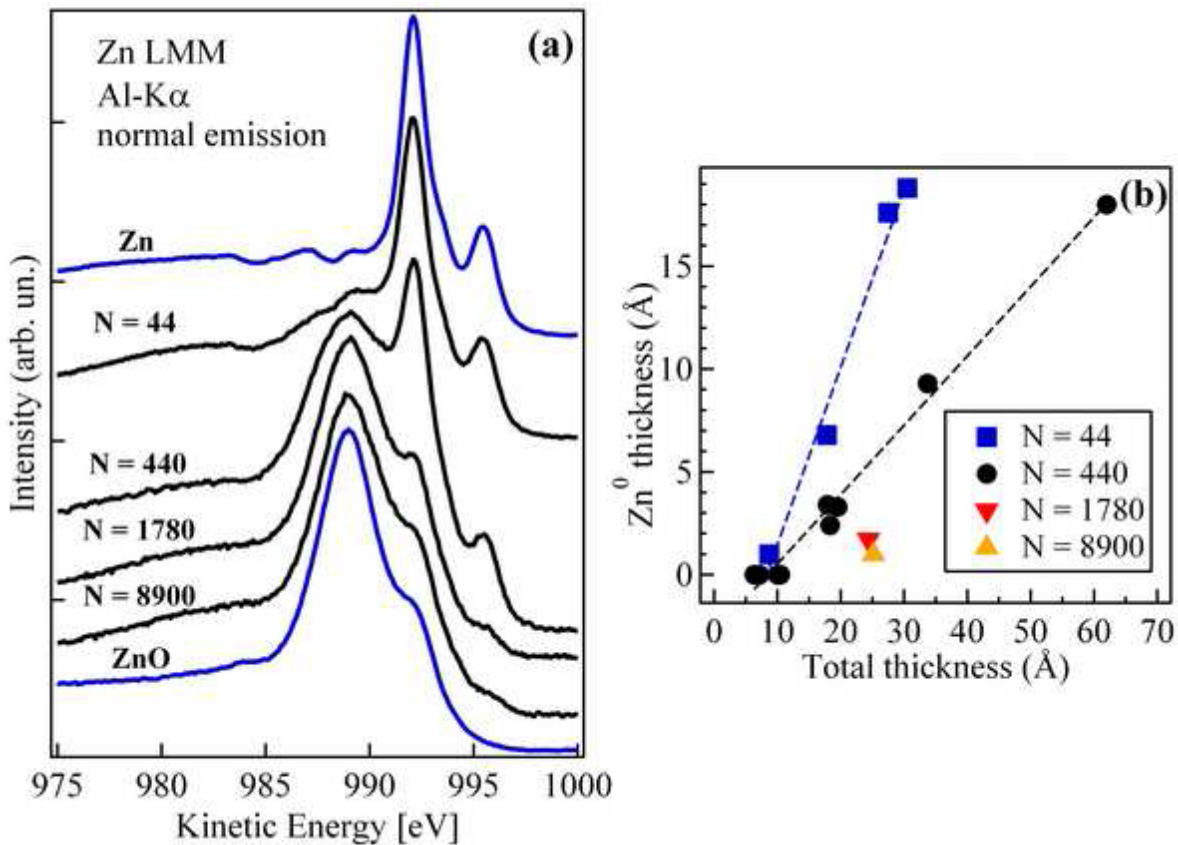 Zn LMM
Al-Kα
normal emission
(a)
Zn
N = 44
N = 440
N = 1780
N = 8900
ZnO
Intensity (arb. un.)
975 980 985 990 995 1000
Kinetic Energy [eV]
(b)
Zn⁰ thickness (Å)
15
10
5
0
N = 44
N = 440
N = 1780
N = 8900
0 10 20 30 40 50 60 70
Total thickness (Å)